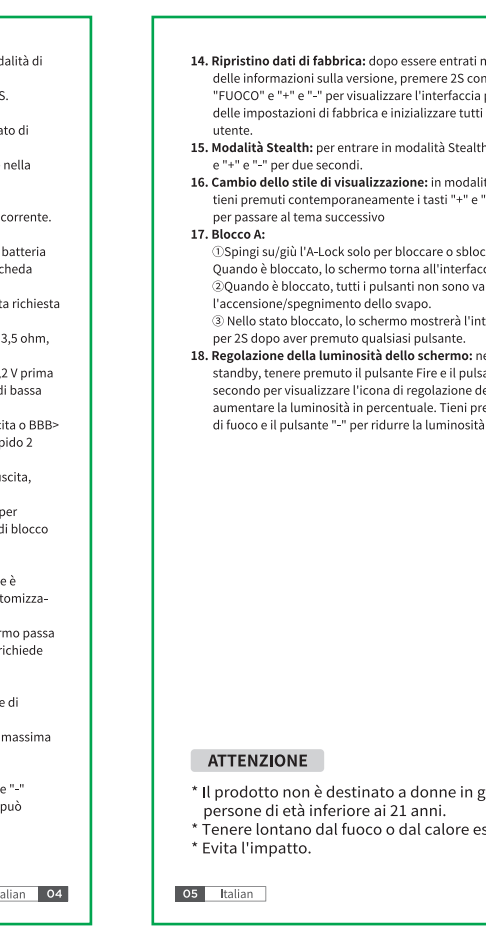 dalità di
S.
ato di
nella
corrente.
batteria
cheda
ta richiesta
3,5 ohm,
,2 V prima
di bassa
cita o BBB>
pido 2
scita,
per
di blocco
e è
tomizza-
rmo passa
richiede
e di
massima
e "-"
può
alian 04
14. Ripristino dati di fabbrica: dopo essere entrati n
delle informazioni sulla versione, premere 2S con
"FUOCO" e "+" e "-" per visualizzare l'interfaccia p
delle impostazioni di fabbrica e inizializzare tutti
utente.
15. Modalità Stealth: per entrare in modalità Stealth
e "+" e "-" per due secondi.
16. Cambio dello stile di visualizzazione: in modalit
tieni premuti contemporaneamente i tasti "+" e "
per passare al tema successivo
17. Blocco A:
①Spingi su/giù l'A-Lock solo per bloccare o sbloc
Quando è bloccato, lo schermo torna all'interfacc
②Quando è bloccato, tutti i pulsanti non sono va
l'accensione/spegnimento dello svapo.
③ Nello stato bloccato, lo schermo mostrerà l'int
per 2S dopo aver premuto qualsiasi pulsante.
18. Regolazione della luminosità dello schermo: ne
standby, tenere premuto il pulsante Fire e il pulsa
secondo per visualizzare l'icona di regolazione de
aumentare la luminosità in percentuale. Tieni pre
di fuoco e il pulsante "-" per ridurre la luminosità
ATTENZIONE
* Il prodotto non è destinato a donne in g
persone di età inferiore ai 21 anni.
* Tenere lontano dal fuoco o dal calore es
* Evita l'impatto.
05 Italian